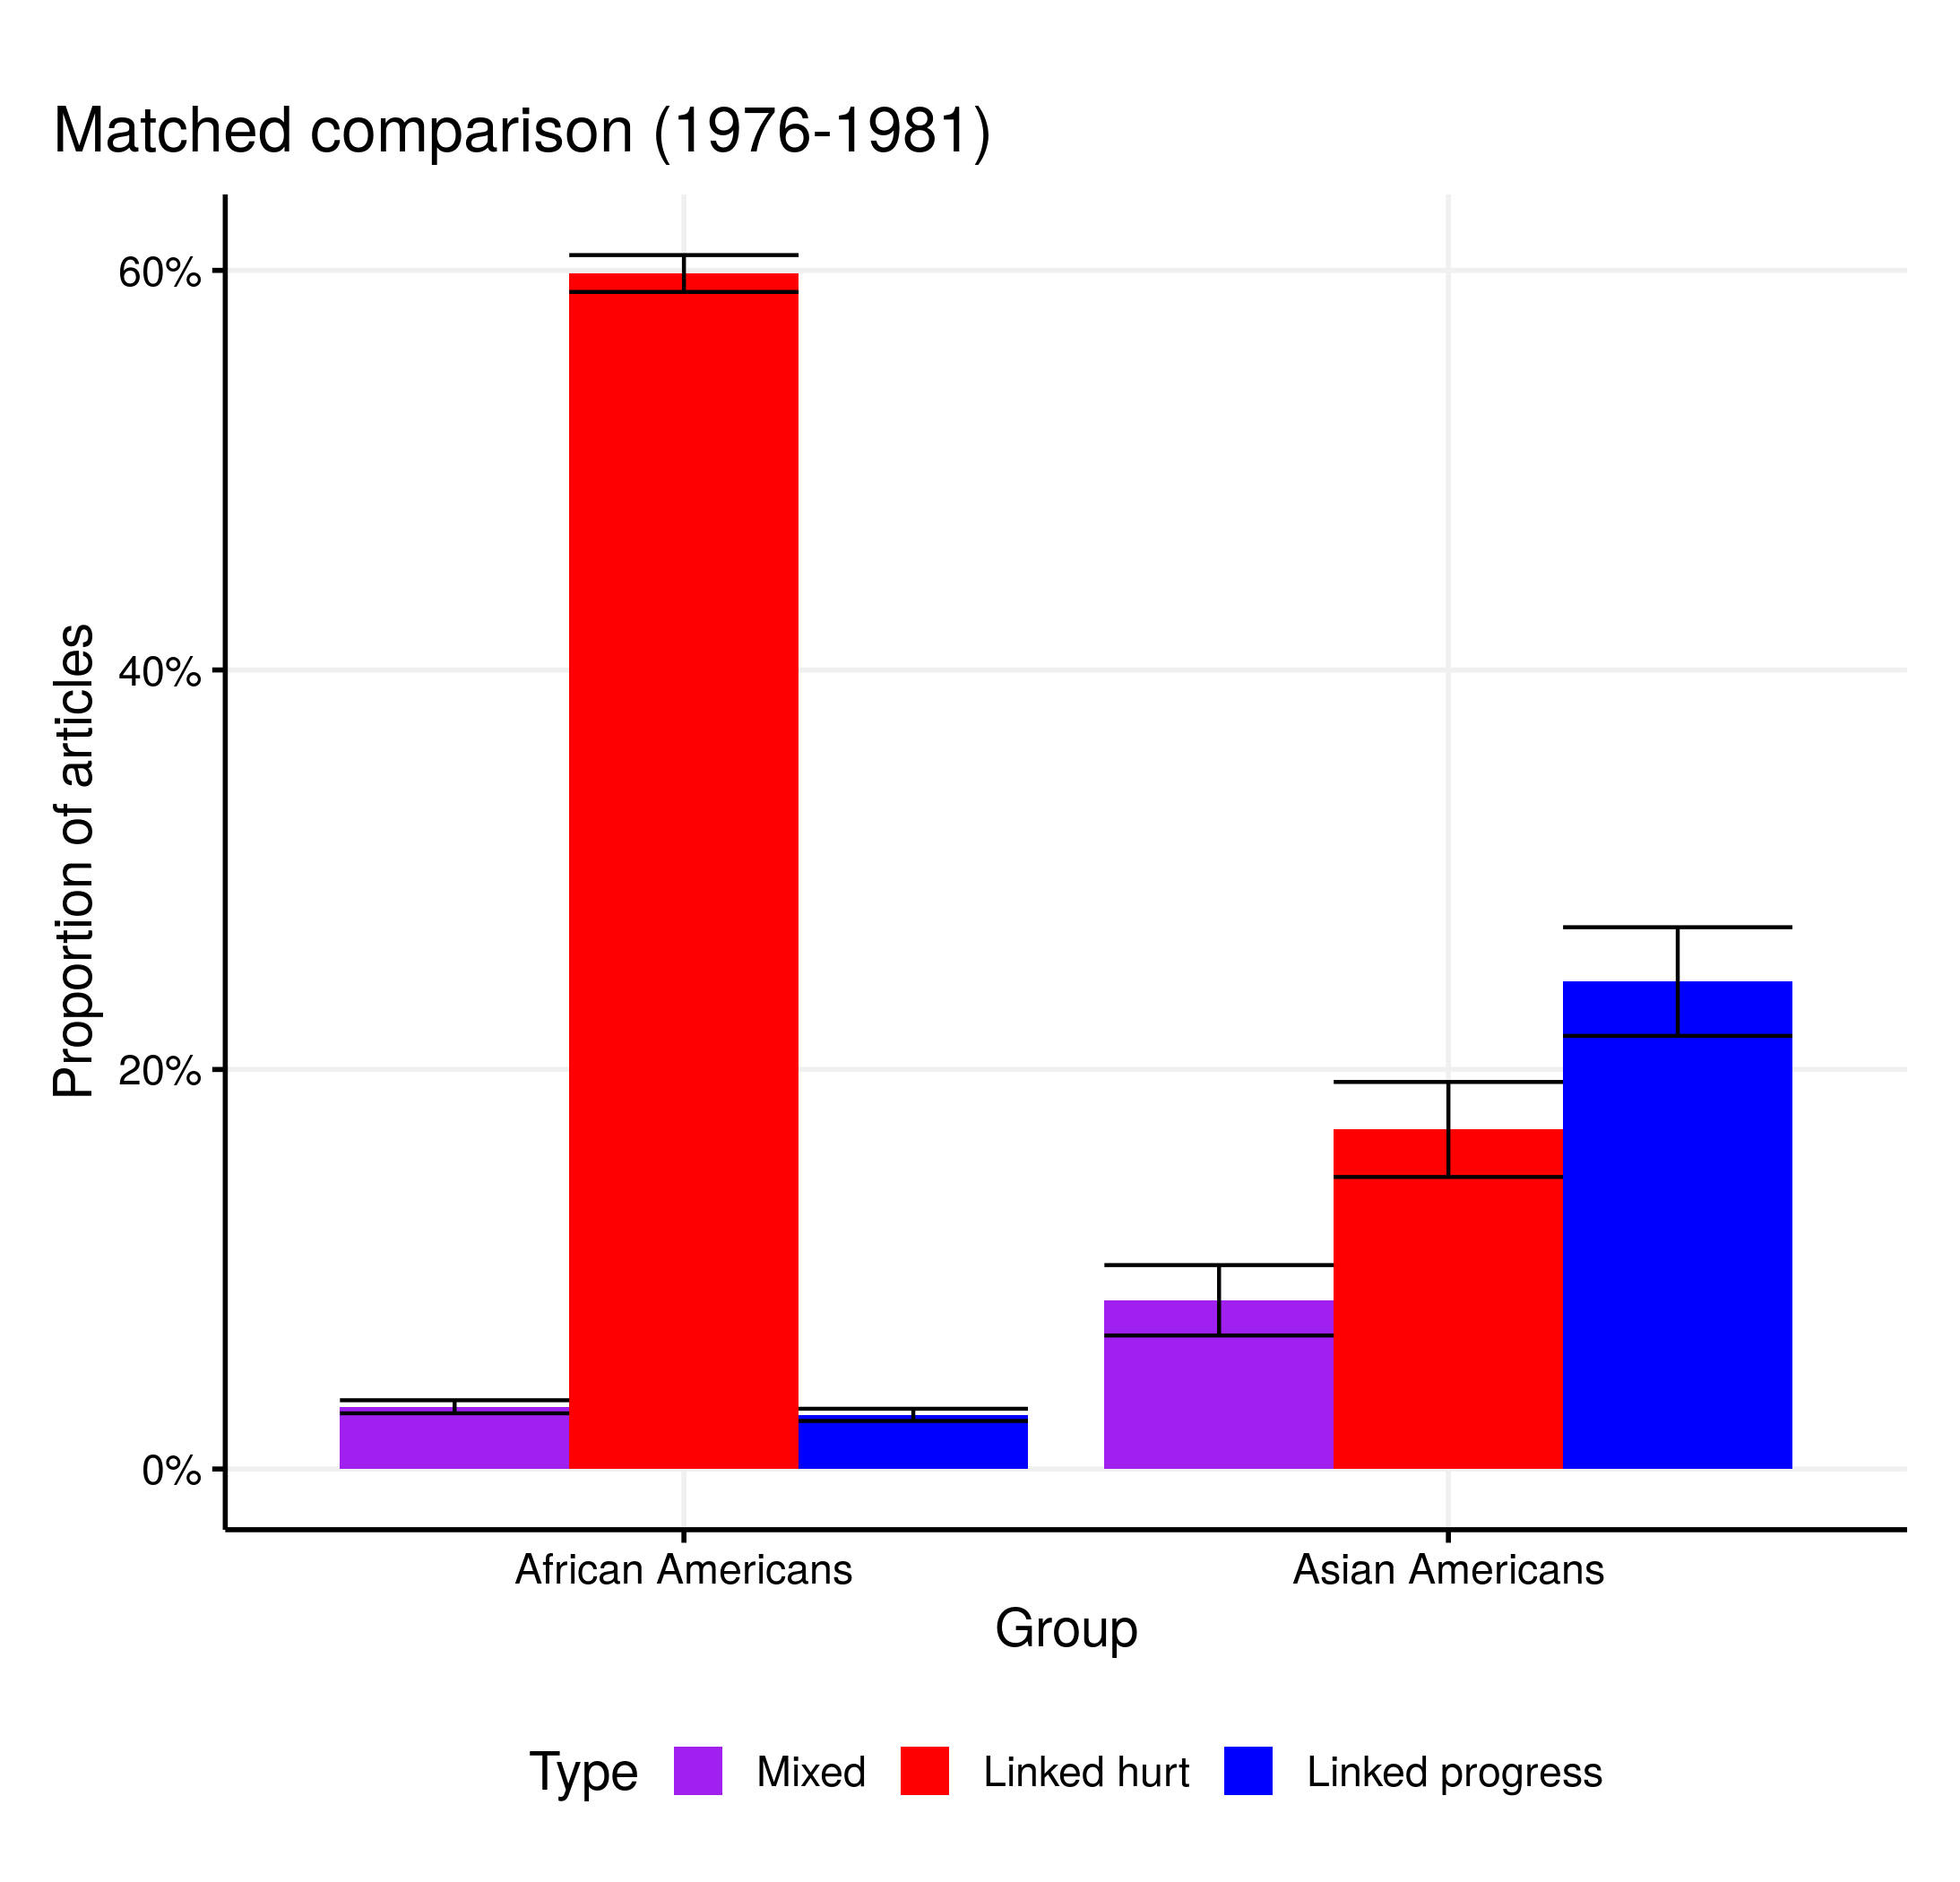 Matched comparison (1976-1981)
Proportion of articles
60%
40%
20%
0%
African Americans Asian Americans
Group
Type Mixed Linked hurt Linked progress